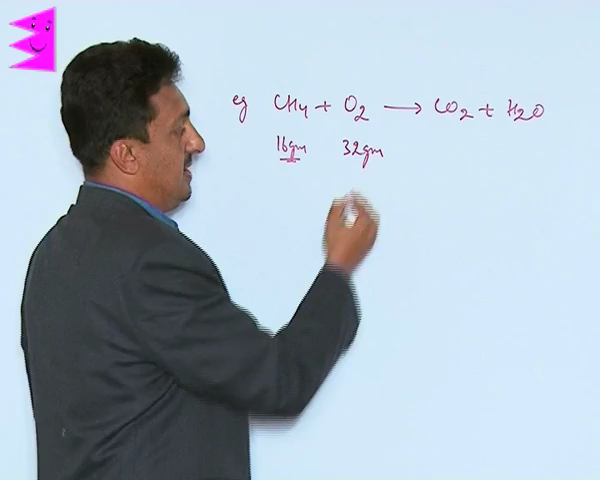 eg CH4 + O2 → CO2 + H2O
16gm 32gm